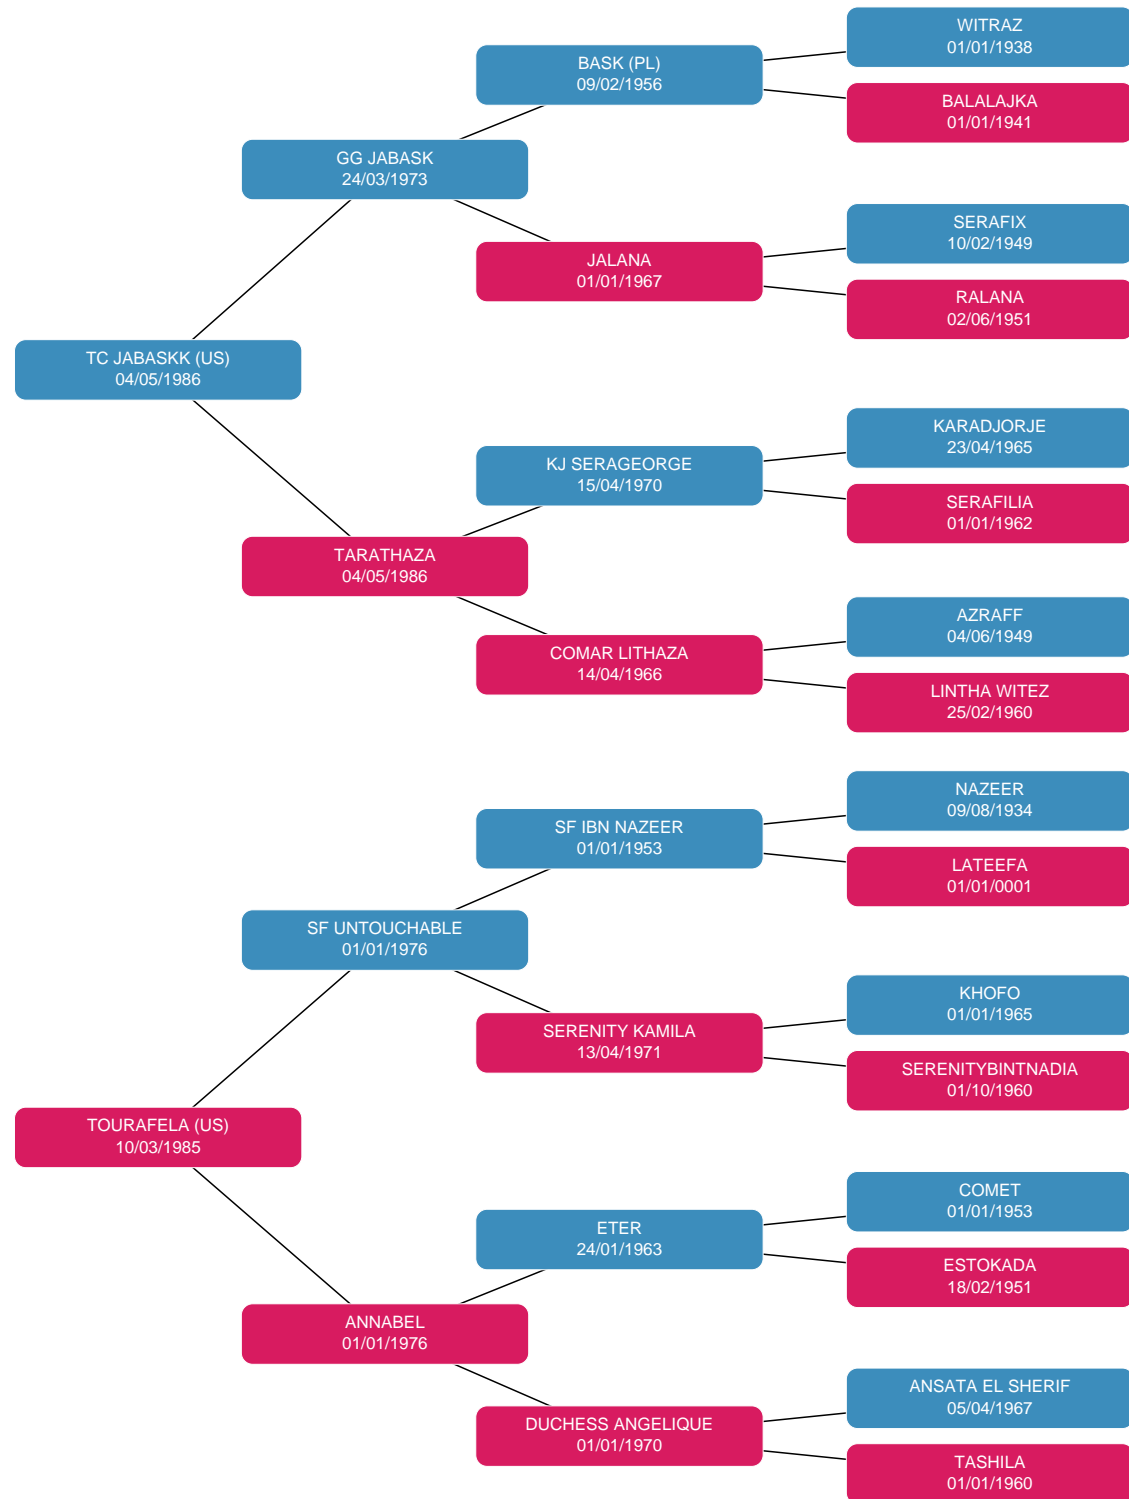 WITRAZ
01/01/1938
BASK (PL)
09/02/1956
BALALAJKA
01/01/1941
GG JABASK
24/03/1973
SERAFIX
10/02/1949
JALANA
01/01/1967
RALANA
02/06/1951
TC JABASKK (US)
04/05/1986
KARADJORJE
23/04/1965
KJ SERAGEORGE
15/04/1970
SERAFILIA
01/01/1962
TARATHAZA
04/05/1986
AZRAFF
04/06/1949
COMAR LITHAZA
14/04/1966
LINTHA WITEZ
25/02/1960
NAZEER
09/08/1934
SF IBN NAZEER
01/01/1953
LATEEFA
01/01/0001
SF UNTOUCHABLE
01/01/1976
KHOFO
01/01/1965
SERENITY KAMILA
13/04/1971
SERENITYBINTNADIA
01/10/1960
TOURAFELA (US)
10/03/1985
COMET
01/01/1953
ETER
24/01/1963
ESTOKADA
18/02/1951
ANNABEL
01/01/1976
ANSATA EL SHERIF
05/04/1967
DUCHESS ANGELIQUE
01/01/1970
TASHILA
01/01/1960